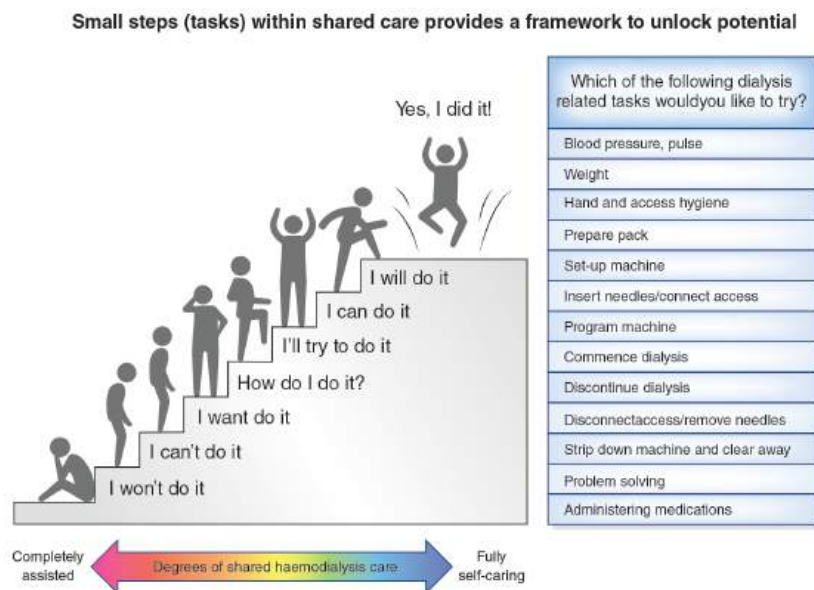 Small steps (tasks) within shared care provides a framework to unlock potential
Yes, I did it!
I will do it
I can do it
I'll try to do it
How do I do it?
I want do it
I can't do it
I won't do it
Completely
assisted
Degrees of shared haemodialysis care
Fully
self-caring
Which of the following dialysis
related tasks wouldyou like to try?
Blood pressure, pulse
Weight
Hand and access hygiene
Prepare pack
Set-up machine
Insert needles/connect access
Program machine
Commence dialysis
Discontinue dialysis
Disconnectaccess/remove needles
Strip down machine and clear away
Problem solving
Administering medications